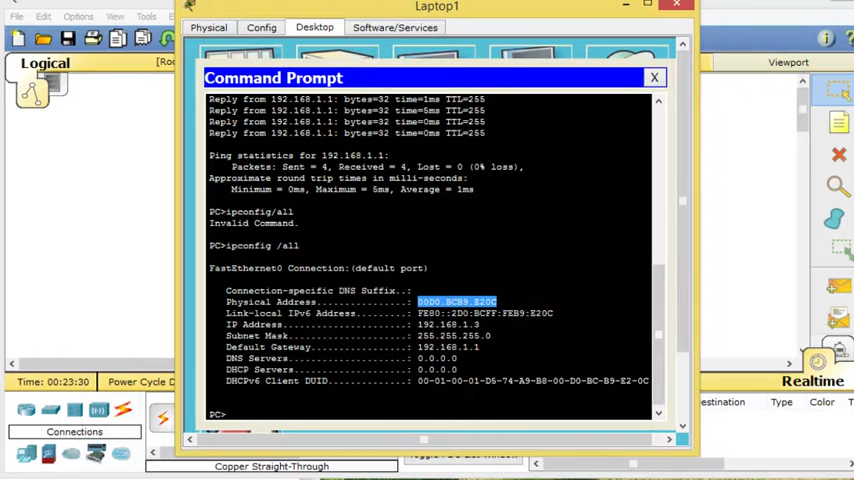 Laptop1
File Edit Options View Tools
Physical Config Desktop Software/Services
Logical
[Ro
Viewport
Command Prompt
X
Reply from 192.168.1.1: bytes=32 time=1ms TTL=255
Reply from 192.168.1.1: bytes=32 time=5ms TTL=255
Reply from 192.168.1.1: bytes=32 time=0ms TTL=255
Reply from 192.168.1.1: bytes=32 time=0ms TTL=255
Ping statistics for 192.168.1.1:
Packets: Sent = 4, Received = 4, Lost = 0 (0% loss),
Approximate round trip times in milli-seconds:
Minimum = 0ms, Maximum = 5ms, Average = 1ms
PC>ipconfig/all
Invalid Command.
PC>ipconfig /all
FastEthernet0 Connection:(default port)
Connection-specific DNS Suffix..:
Physical Address................: 00D0.BCB9.E20C
Link-local IPv6 Address.........: FE80::2D0:BCFF:FEB9:E20C
IP Address......................: 192.168.1.3
Subnet Mask.....................: 255.255.255.0
Default Gateway.................: 192.168.1.1
DNS Servers.....................: 0.0.0.0
DHCP Servers....................: 0.0.0.0
DHCPv6 Client DUID..............: 00-01-00-01-D5-74-A9-B8-00-D0-BC-B9-E2-0C
PC>
Time: 00:23:30
Power Cycle D
Realtime
Connections
Copper Straight-Through
estination Type Color